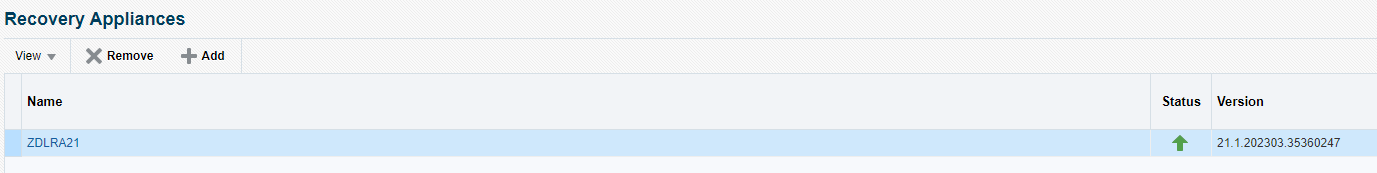 Recovery Appliances
View Remove Add
Name Status Version
ZDLRA21 21.1.202303.35360247